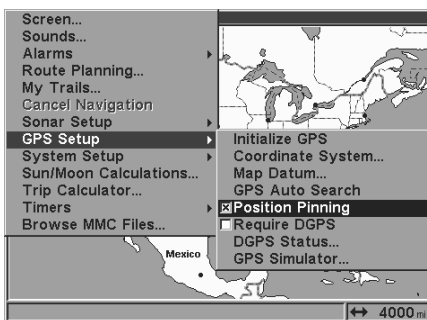 Screen...
Sounds...
Alarms
Route Planning...
My Trails...
Cancel Navigation
Sonar Setup
GPS Setup
System Setup
Sun/Moon Calculations...
Trip Calculator...
Timers
Browse MMC Files...
Initialize GPS
Coordinate System...
Map Datum...
GPS Auto Search
Position Pinning
Require DGPS
DGPS Status...
GPS Simulator...
Mexico
4000 mi